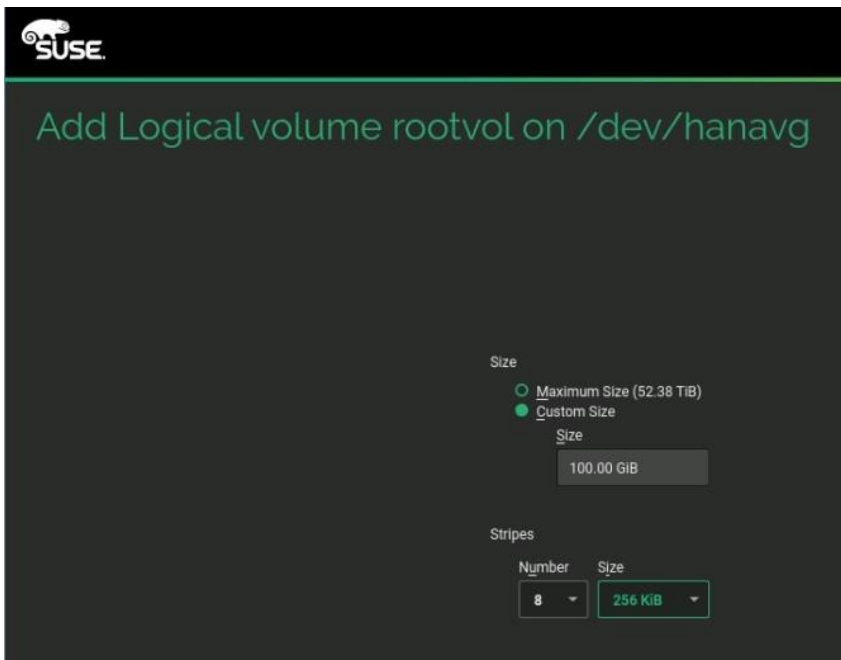 SUSE.
Add Logical volume rootvol on /dev/hanavg
Size
Maximum Size (52.38 TiB)
Custom Size
Size
100.00 GiB
Stripes
Number Size
8 256 KiB